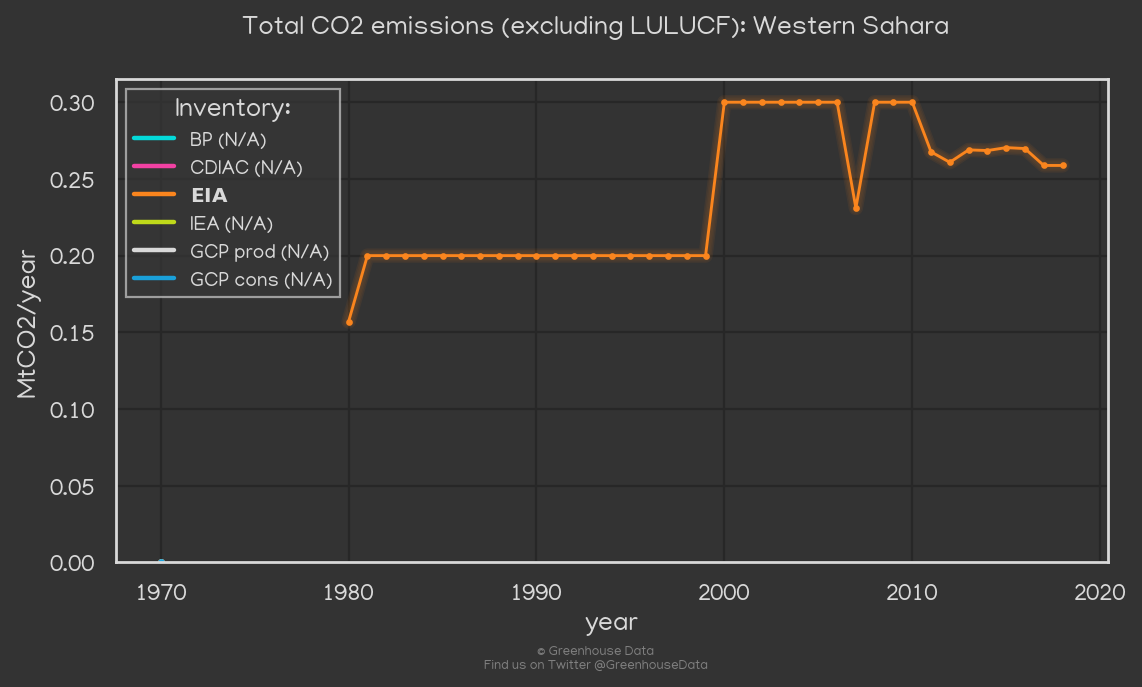 Total CO2 emissions (excluding LULUCF): Western Sahara
Inventory:
BP (N/A)
CDIAC (N/A)
EIA
IEA (N/A)
GCP prod (N/A)
GCP cons (N/A)
MtCO2/year
0.30
0.25
0.20
0.15
0.10
0.05
0.00
1970 1980 1990 2000 2010 2020
year
© Greenhouse Data
Find us on Twitter @GreenhouseData